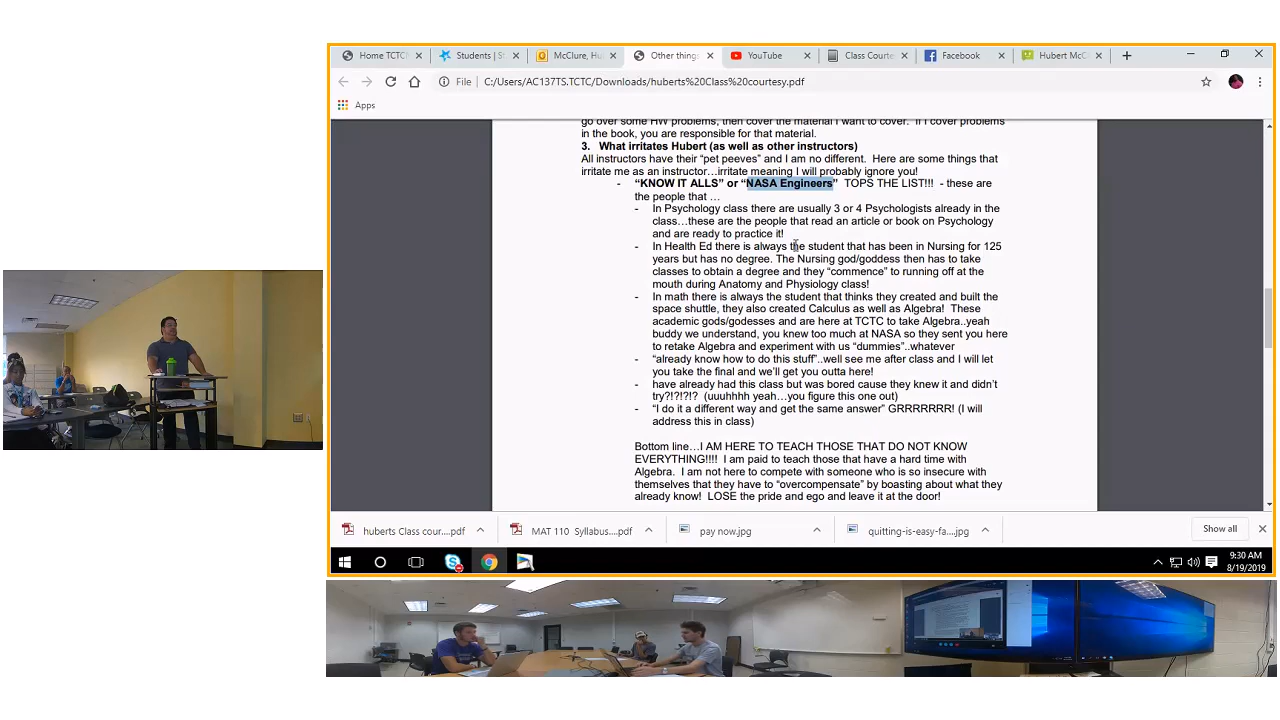 Home TCTC/
Students | St
McClure, Hu
Other thing
YouTube
Class Courte
Facebook
Hubert McCl
File
C:/Users/AC137TS.TCTC/Downloads/huberts%20Class%20courtesy.pdf
Apps
go over some HW problems, then cover the material I want to cover. If I cover problems
in the book, you are responsible for that material.
3. What irritates Hubert (as well as other instructors)
All instructors have their “pet peeves” and I am no different. Here are some things that
irritate me as an instructor…irritate meaning I will probably ignore you!
- “KNOW IT ALLS” or “NASA Engineers” TOPS THE LIST!!! - these are
the people that …
- In Psychology class there are usually 3 or 4 Psychologists already in the
class…these are the people that read an article or book on Psychology
and are ready to practice it!
- In Health Ed there is always the student that has been in Nursing for 125
years but has no degree. The Nursing god/goddess then has to take
classes to obtain a degree and they “commence” to running off at the
mouth during Anatomy and Physiology class!
- In math there is always the student that thinks they created and built the
space shuttle, they also created Calculus as well as Algebra! These
academic gods/godesses and are here at TCTC to take Algebra..yeah
buddy we understand, you knew too much at NASA so they sent you here
to retake Algebra and experiment with us “dummies”..whatever
- “already know how to do this stuff”..well see me after class and I will let
you take the final and we’ll get you outta here!
- have already had this class but was bored cause they knew it and didn’t
try?!?!?!? (uuuhhhh yeah…you figure this one out)
- “I do it a different way and get the same answer” GRRRRRRR! (I will
address this in class)
Bottom line…I AM HERE TO TEACH THOSE THAT DO NOT KNOW
EVERYTHING!!!! I am paid to teach those that have a hard time with
Algebra. I am not here to compete with someone who is so insecure with
themselves that they have to “overcompensate” by boasting about what they
already know! LOSE the pride and ego and leave it at the door!
huberts Class cour....pdf
MAT 110 Syllabus...pdf
pay now.jpg
quitting-is-easy-fa....jpg
Show all
9:30 AM
8/19/2019